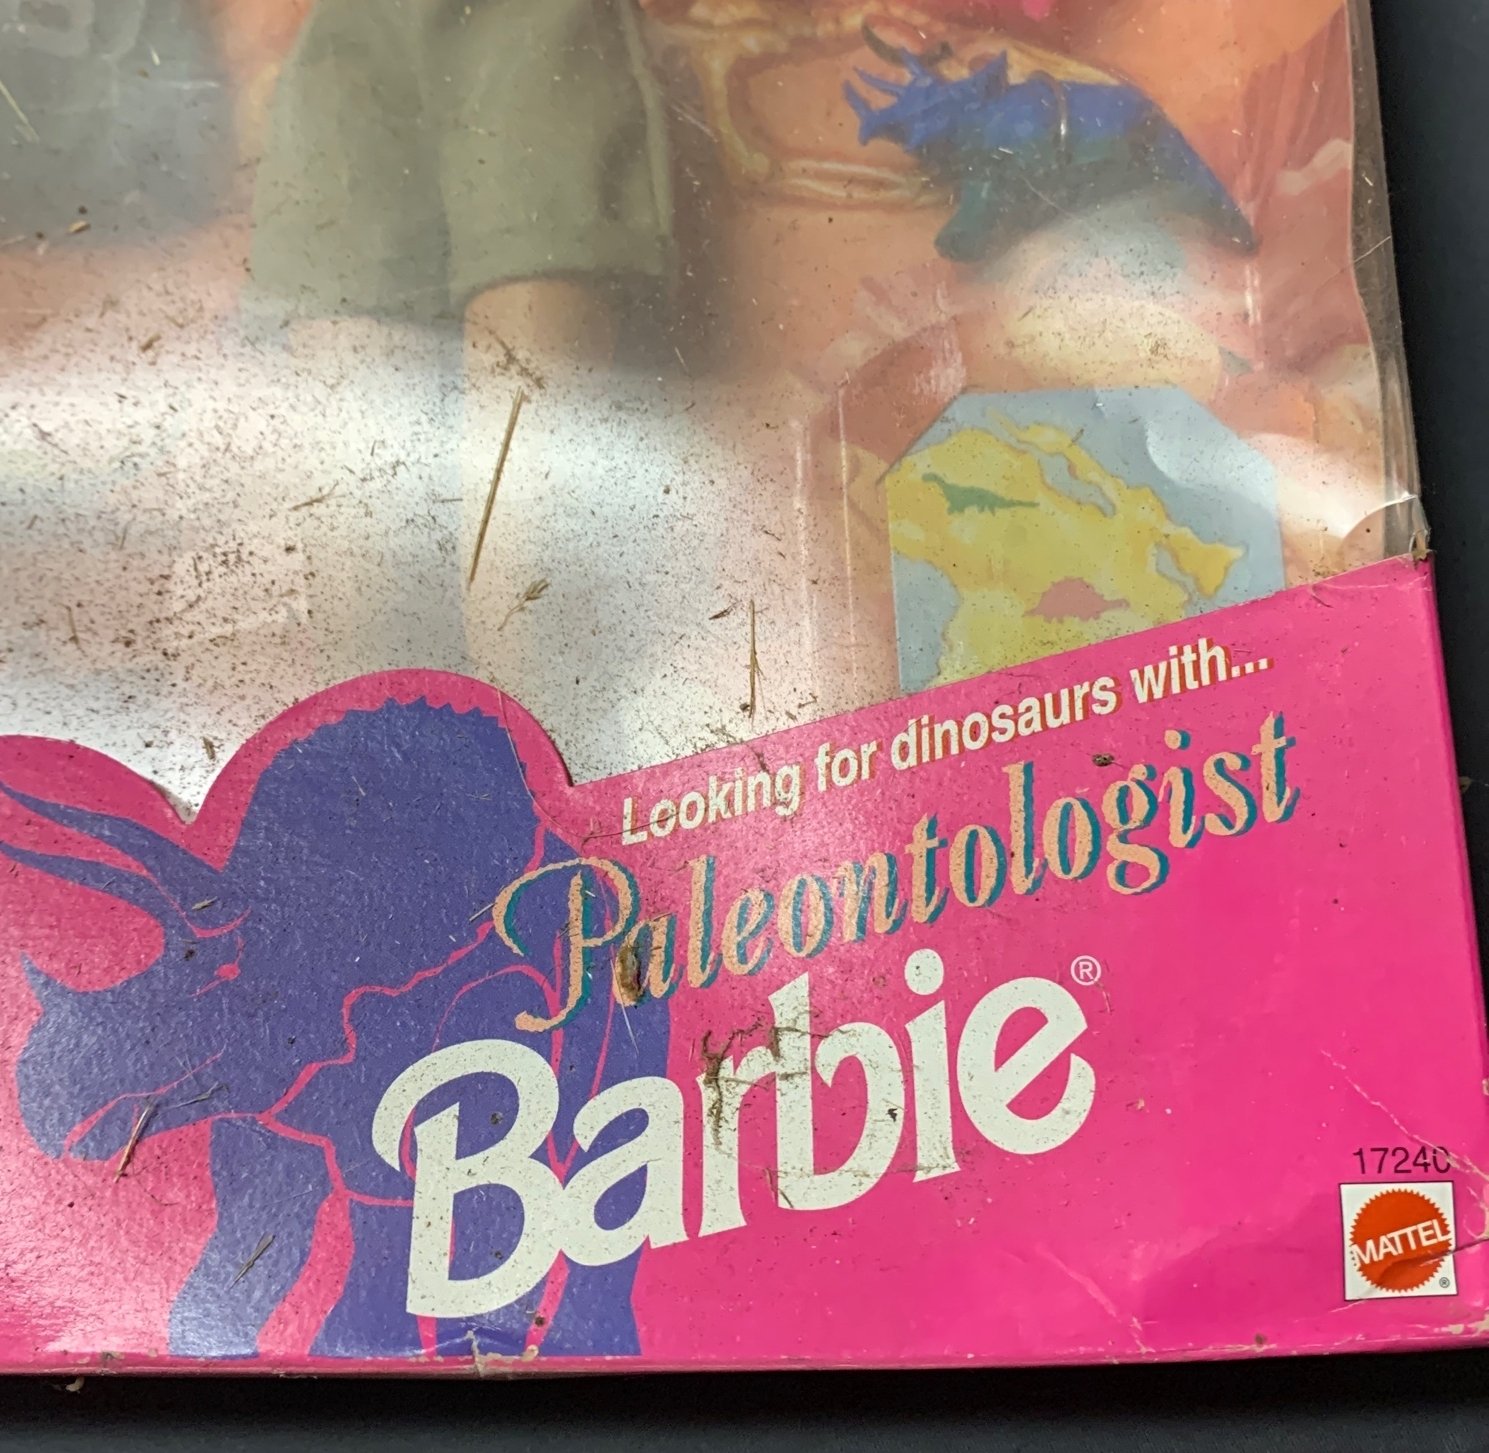 Looking for dinosaurs with...
Paleontologist
Barbie®
17240
MATTEL®